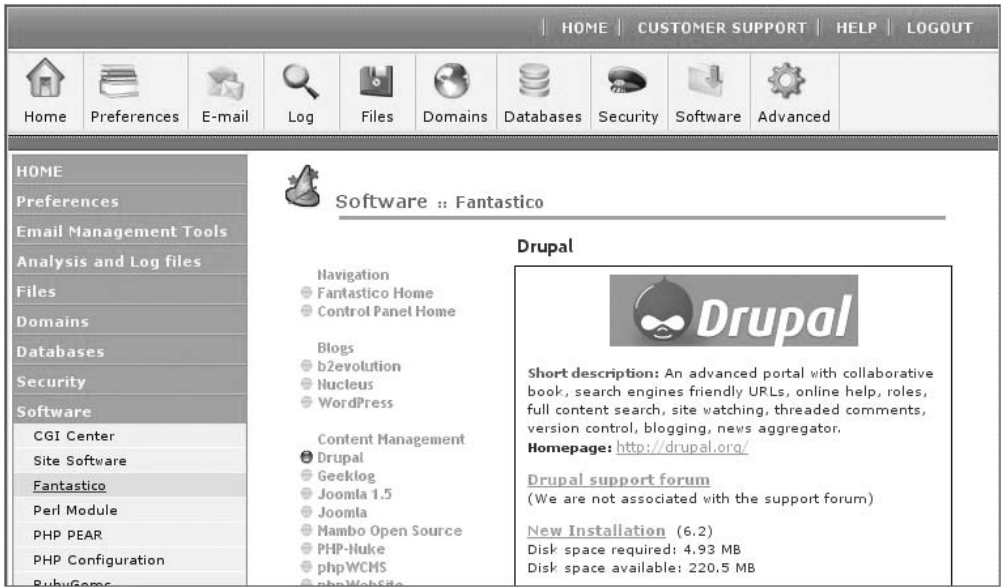 HOME | CUSTOMER SUPPORT | HELP | LOGOUT
Home Preferences E-mail Log Files Domains Databases Security Software Advanced
HOME
Preferences
Email Management Tools
Analysis and Log files
Files
Domains
Databases
Security
Software
CGI Center
Site Software
Fantastico
Perl Module
PHP PEAR
PHP Configuration
RubyGems
Software :: Fantastico
Navigation
Fantastico Home
Control Panel Home
Blogs
b2evolution
Nucleus
WordPress
Content Management
Drupal
Geeklog
Joomla 1.5
Joomla
Mambo Open Source
PHP-Nuke
phpWCMS
phpWebSite
Drupal
Drupal
Short description: An advanced portal with collaborative
book, search engines friendly URLs, online help, roles,
full content search, site watching, threaded comments,
version control, blogging, news aggregator.
Homepage: http://drupal.org/
Drupal support forum
(We are not associated with the support forum)
New Installation (6.2)
Disk space required: 4.93 MB
Disk space available: 220.5 MB